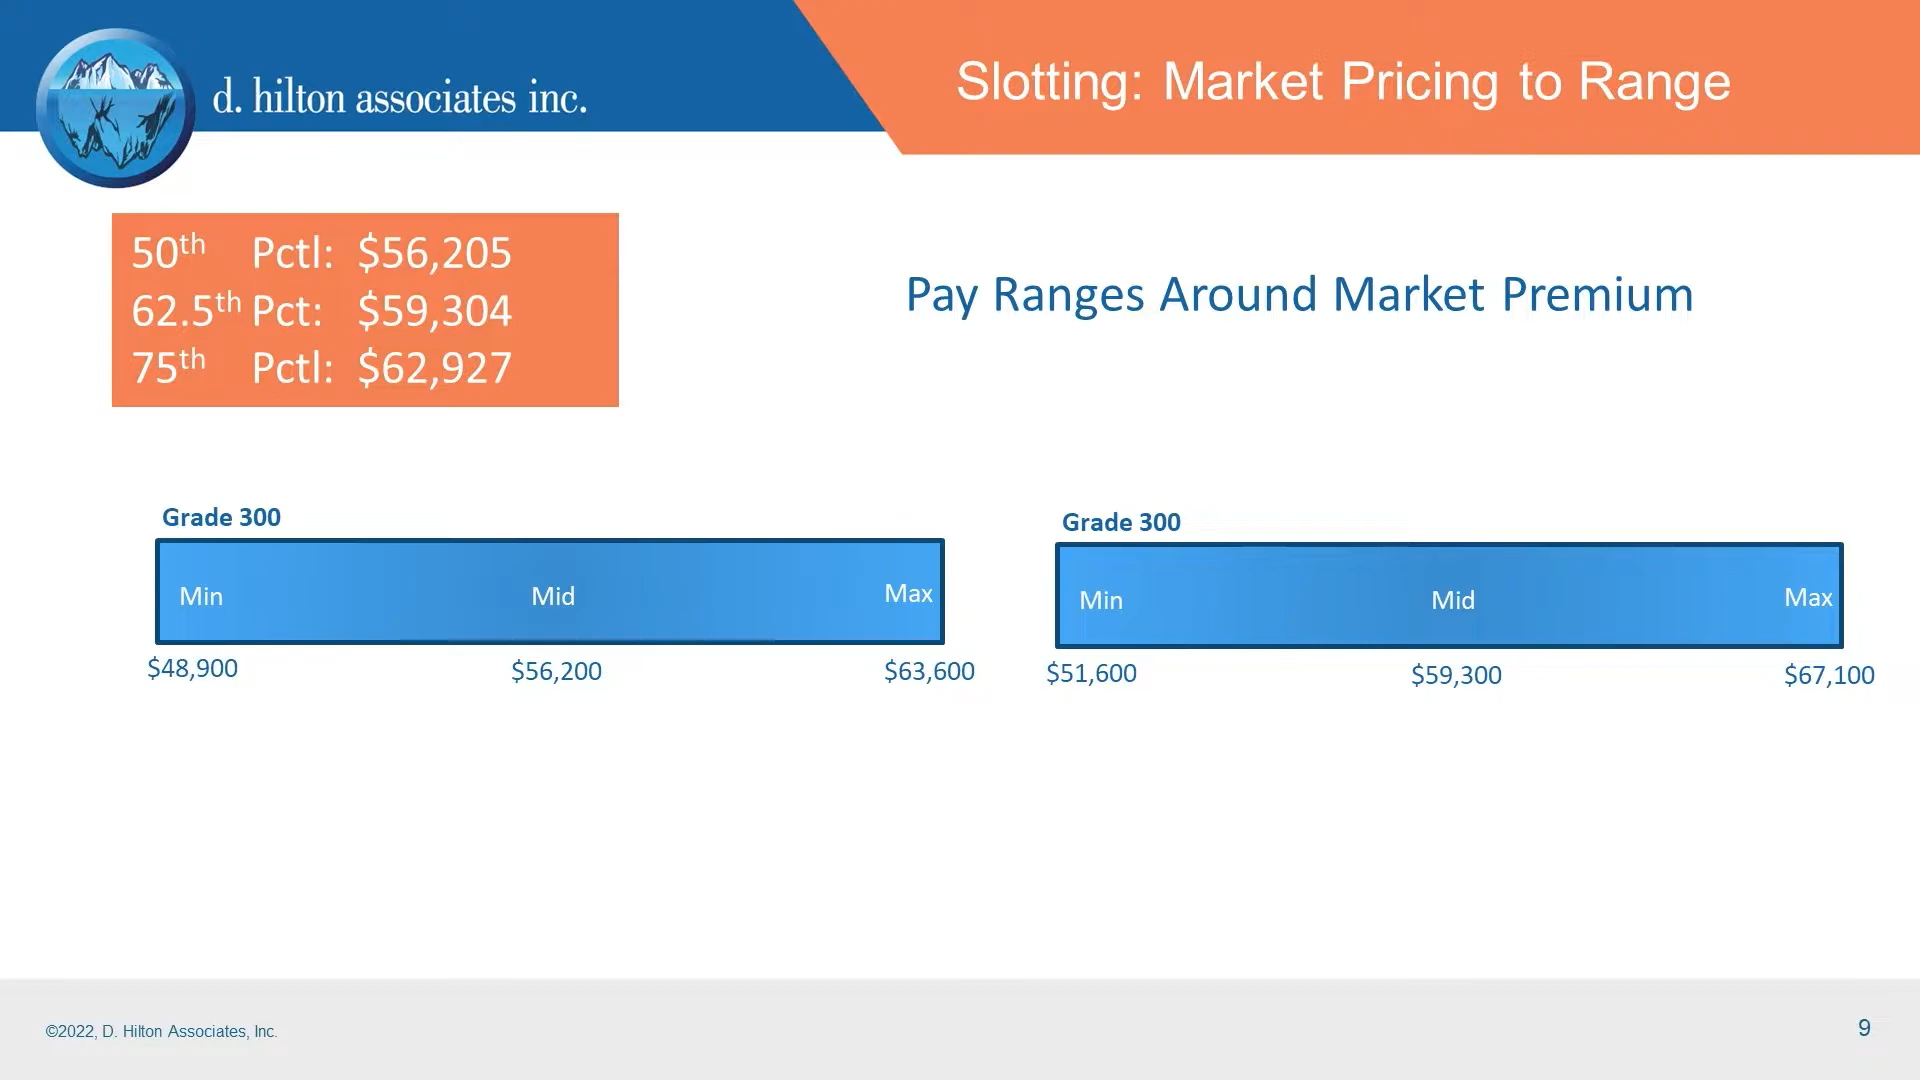 d. hilton associates inc.
Slotting: Market Pricing to Range
50th Pctl: $56,205
62.5th Pct: $59,304
75th Pctl: $62,927
Pay Ranges Around Market Premium
Grade 300
Min Mid Max
$48,900 $56,200 $63,600
Grade 300
Min Mid Max
$51,600 $59,300 $67,100
©2022, D. Hilton Associates, Inc.
9